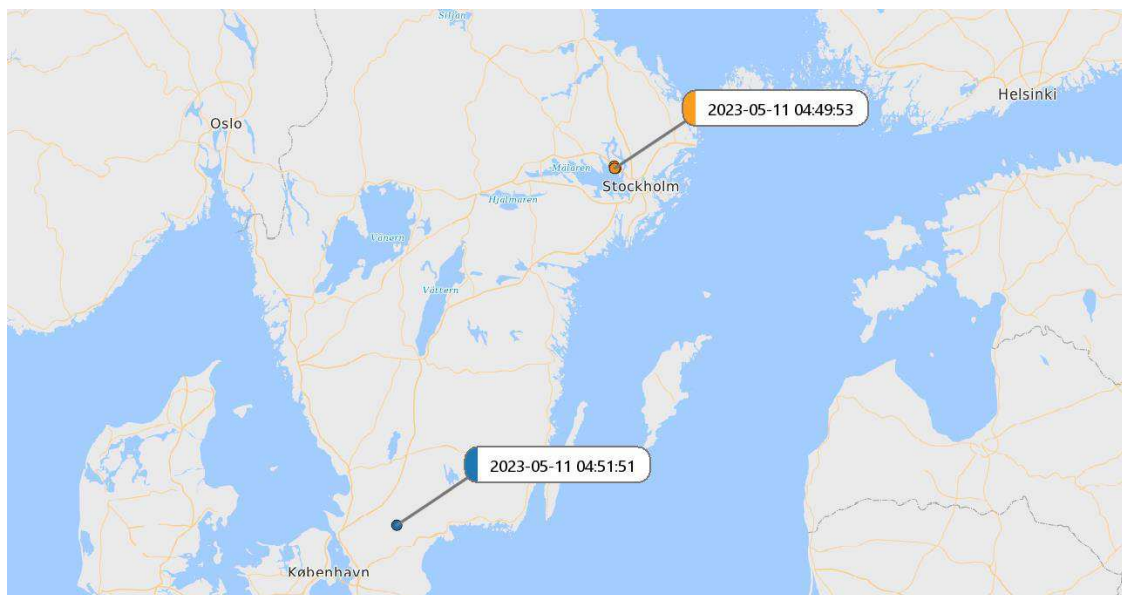 Siljan
Helsinki
2023-05-11 04:49:53
Oslo
Mälaren
Stockholm
Hjälmaren
Vänern
Vättern
2023-05-11 04:51:51
København